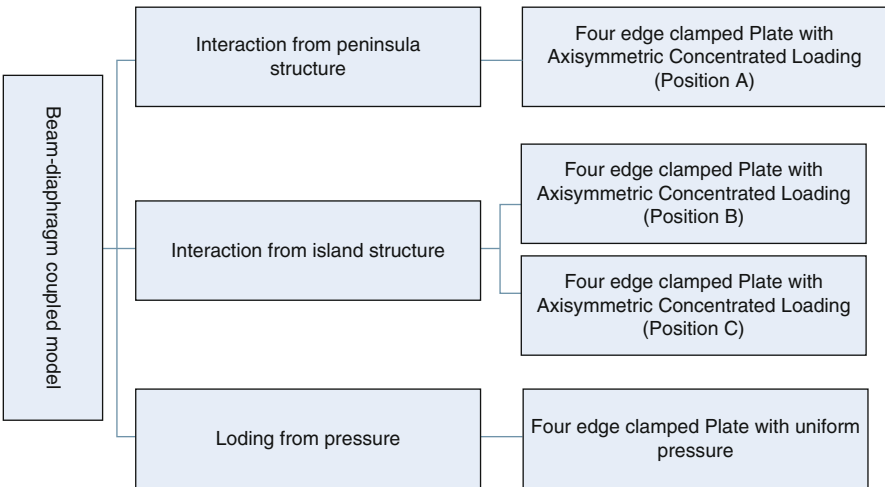 Beam-diaphragm coupled model
Interaction from peninsula
structure
Four edge clamped Plate with
Axisymmetric Concentrated Loading
(Position A)
Interaction from island structure
Four edge clamped Plate with
Axisymmetric Concentrated Loading
(Position B)
Four edge clamped Plate with
Axisymmetric Concentrated Loading
(Position C)
Loding from pressure
Four edge clamped Plate with uniform
pressure